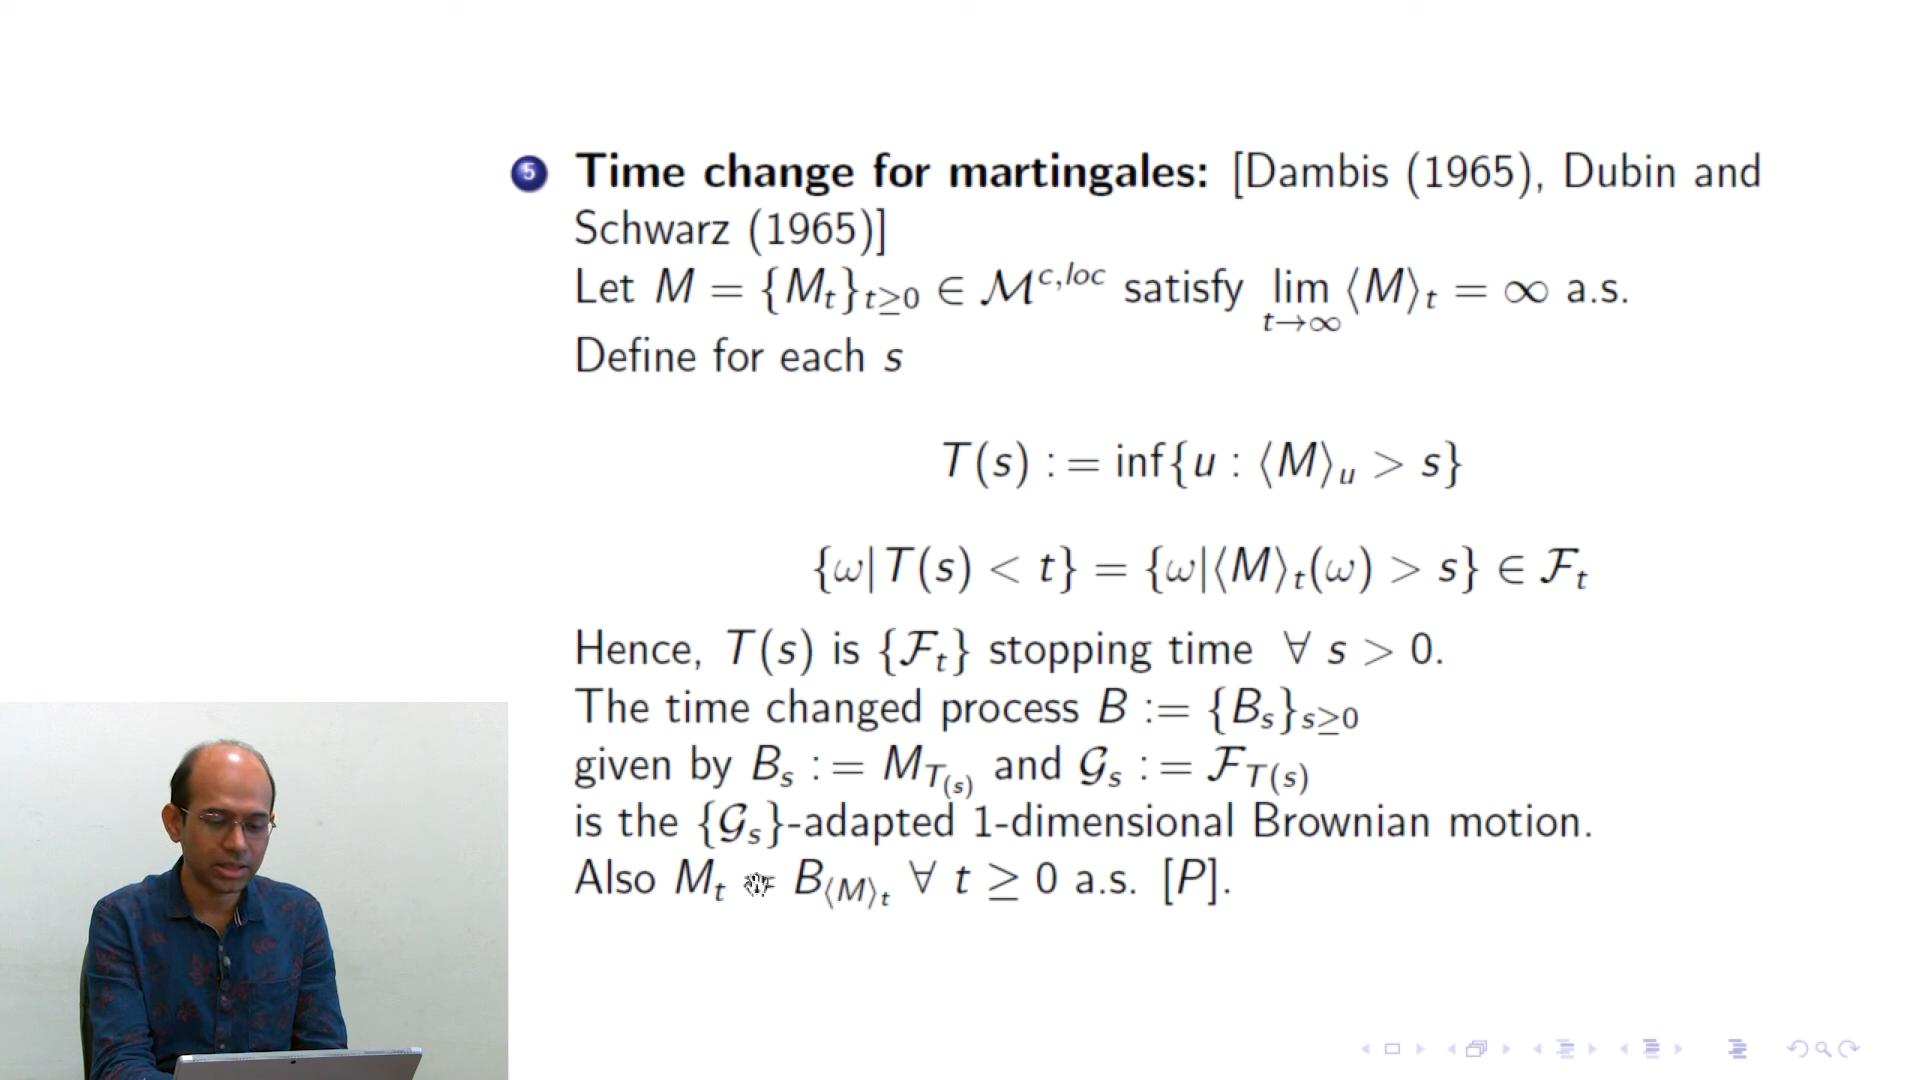 5 Time change for martingales: [Dambis (1965), Dubin and
Schwarz (1965)]
Let M = {M_t}_{t≥0} ∈ ℳ^{c,loc} satisfy lim_{t→∞} ⟨M⟩_t = ∞ a.s.
Define for each s
T(s) := inf{u : ⟨M⟩_u > s}
{ω|T(s) < t} = {ω|⟨M⟩_t(ω) > s} ∈ ℱ_t
Hence, T(s) is {ℱ_t} stopping time ∀ s > 0.
The time changed process B := {B_s}_{s≥0}
given by B_s := M_{T_{(s)}} and 𝒢_s := ℱ_{T(s)}
is the {𝒢_s}-adapted 1-dimensional Brownian motion.
Also M_t = B_{⟨M⟩_t} ∀ t ≥ 0 a.s. [P].